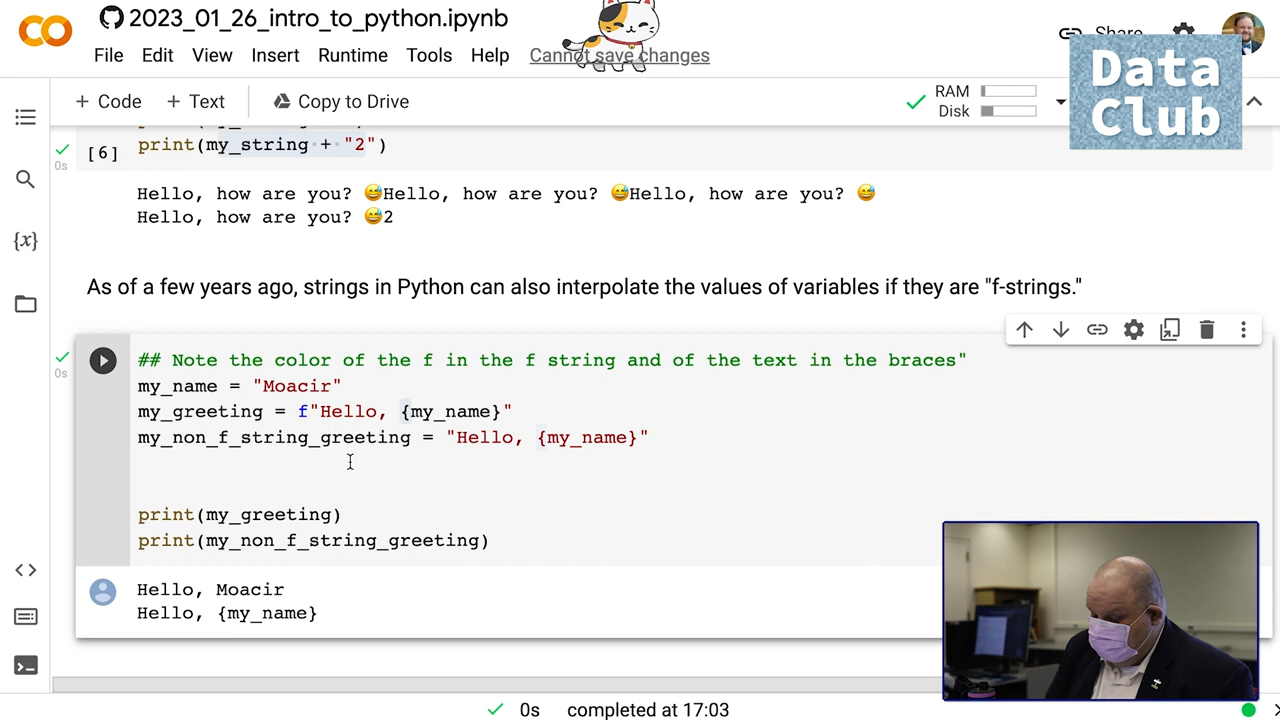 2023_01_26_intro_to_python.ipynb
File Edit View Insert Runtime Tools Help Cannot save changes
Share
Data
Club
+ Code + Text Copy to Drive
RAM
Disk
print(my_string + "2")
[6]
0s
Hello, how are you? 😅Hello, how are you? 😅Hello, how are you? 😅
Hello, how are you? 😅2
{x}
As of a few years ago, strings in Python can also interpolate the values of variables if they are "f-strings."
0s
## Note the color of the f in the f string and of the text in the braces"
my_name = "Moacir"
my_greeting = f"Hello, {my_name}"
my_non_f_string_greeting = "Hello, {my_name}"
print(my_greeting)
print(my_non_f_string_greeting)
Hello, Moacir
Hello, {my_name}
0s completed at 17:03